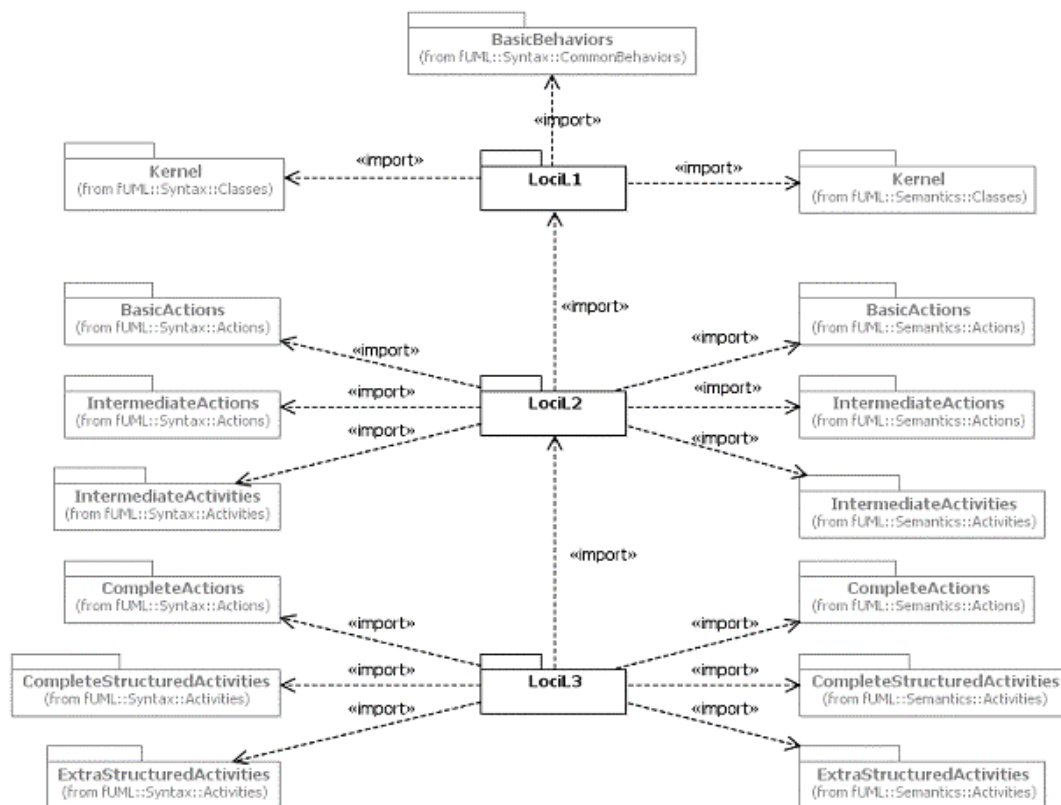 BasicBehaviors
(from fUML::Syntax::CommonBehaviors)
«import»
«import»
«import»
Kernel
(from fUML::Syntax::Classes)
LociL1
Kernel
(from fUML::Semantics::Classes)
«import»
BasicActions
(from fUML::Syntax::Actions)
BasicActions
(from fUML::Semantics::Actions)
«import»
«import»
IntermediateActions
(from fUML::Syntax::Actions)
«import»
LociL2
«import»
IntermediateActions
(from fUML::Semantics::Actions)
«import»
«import»
IntermediateActivities
(from fUML::Syntax::Activities)
IntermediateActivities
(from fUML::Semantics::Activities)
«import»
CompleteActions
(from fUML::Syntax::Actions)
CompleteActions
(from fUML::Semantics::Actions)
«import»
«import»
CompleteStructuredActivities
(from fUML::Syntax::Activities)
«import»
LociL3
«import»
CompleteStructuredActivities
(from fUML::Semantics::Activities)
«import»
«import»
ExtraStructuredActivities
(from fUML::Syntax::Activities)
ExtraStructuredActivities
(from fUML::Semantics::Activities)